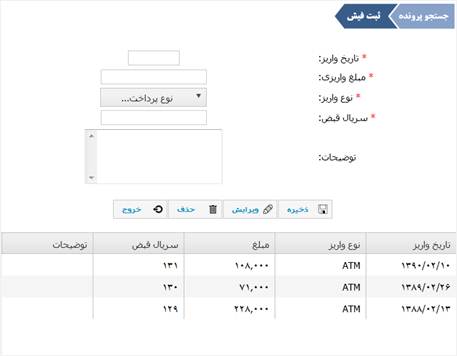 جستجو پرونده ثبت فیش
* تاریخ واریز:
* مبلغ واریزی:
* نوع واریز: نوع پرداخت...
* سریال قبض:
توضیحات:
ذخیره ویرایش حذف خروج
تاریخ واریز نوع واریز مبلغ سریال قبض توضیحات
۱۳۹۰/۰۲/۱۰ ATM ۱۰۸,۰۰۰ ۱۳۱
۱۳۸۹/۰۲/۲۶ ATM ۷۱,۰۰۰ ۱۳۰
۱۳۸۸/۰۲/۱۳ ATM ۲۲۸,۰۰۰ ۱۲۹